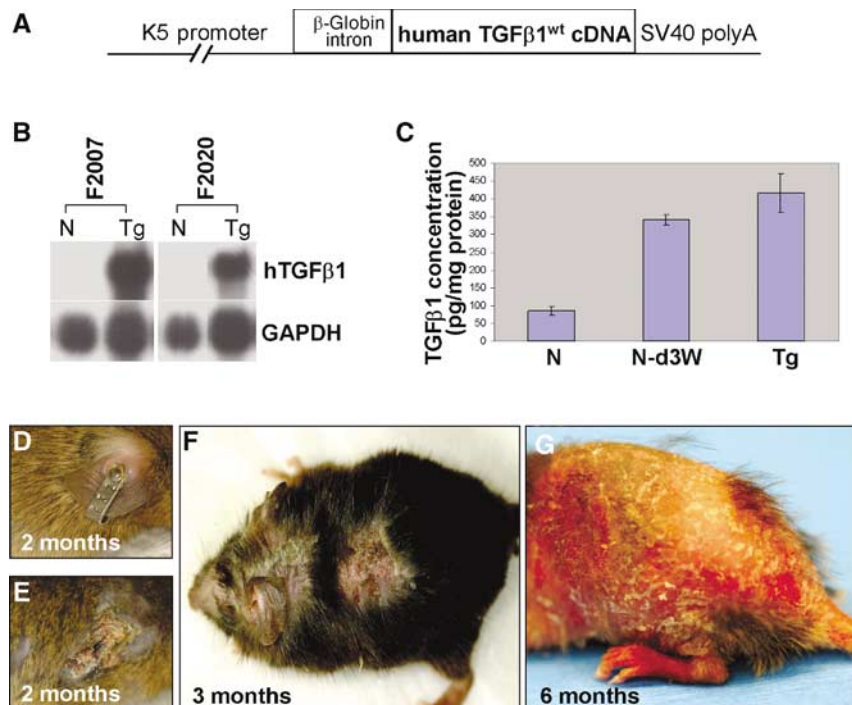 A
K5 promoter
β-Globin
intron
human TGFβ1wt cDNA
SV40 polyA
B
F2007
F2020
N
Tg
N
Tg
hTGFβ1
GAPDH
C
TGFβ1 concentration
(pg/mg protein)
500
450
400
350
300
250
200
150
100
50
0
N
N-d3W
Tg
D
2 months
E
2 months
F
3 months
G
6 months